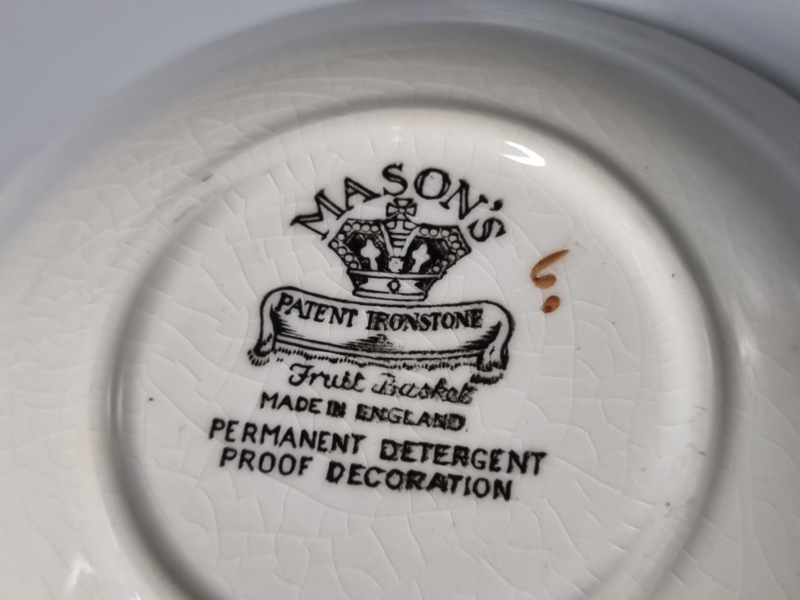 MASON'S
PATENT IRONSTONE
Fruit Basket
MADE IN ENGLAND
PERMANENT DETERGENT
PROOF DECORATION